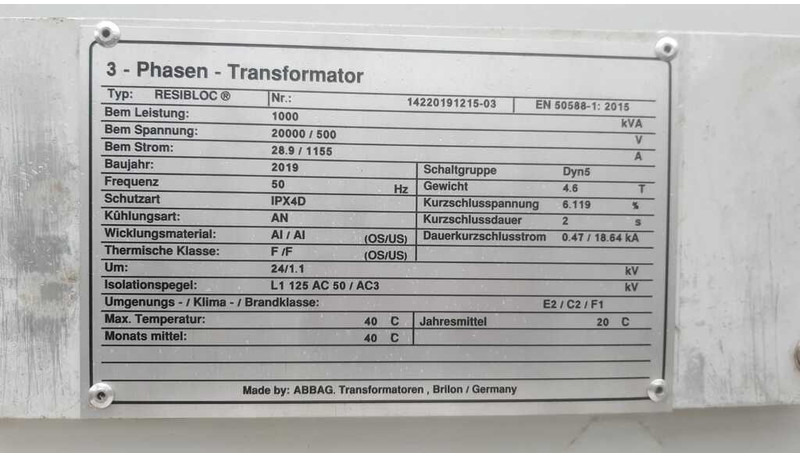 3 - Phasen - Transformator
Typ: RESIBLOC ® Nr.: 14220191215-03 EN 50588-1: 2015
Bem Leistung: 1000 kVA
Bem Spannung: 20000 / 500 V
Bem Strom: 28.9 / 1155 A
Baujahr: 2019 Schaltgruppe Dyn5
Frequenz 50 Hz Gewicht 4.6 T
Schutzart IPX4D Kurzschlusspannung 6.119 %
Kühlungsart: AN Kurzschlussdauer 2 s
Wicklungsmaterial: Al / Al (OS/US) Dauerkurzschlusstrom 0.47 / 18.64 kA
Thermische Klasse: F /F (OS/US)
Um: 24/1.1 kV
Isolationspegel: L1 125 AC 50 / AC3 kV
Umgenungs - / Klima - / Brandklasse: E2 / C2 / F1
Max. Temperatur: 40 C Jahresmittel 20 C
Monats mittel: 40 C
Made by: ABBAG. Transformatoren , Brilon / Germany